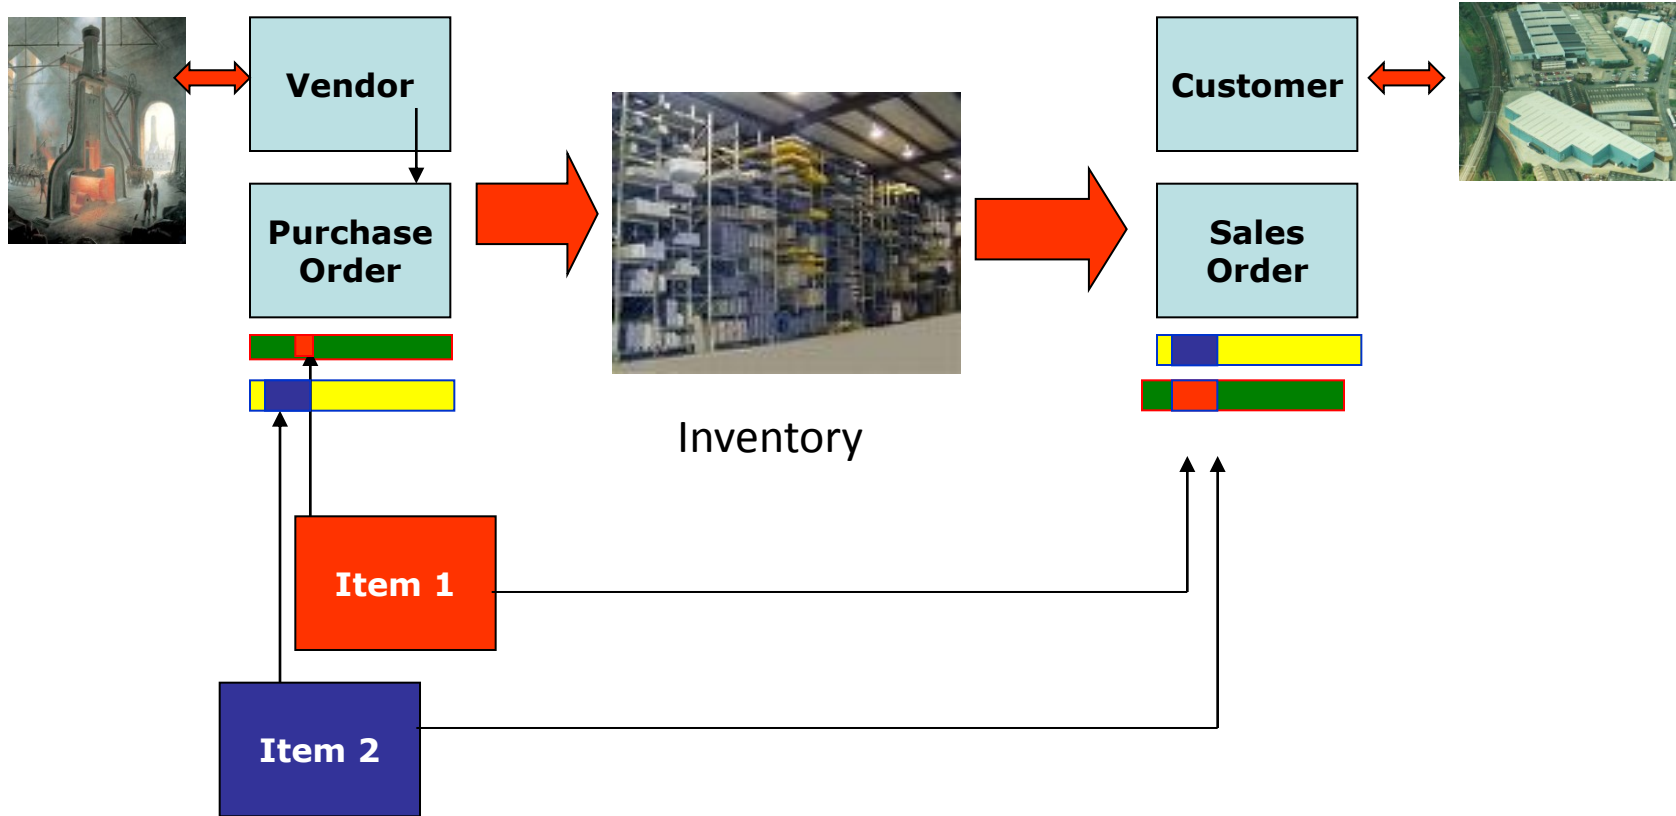 Vendor
Customer
Purchase
Order
Sales
Order
Inventory
Item 1
Item 2